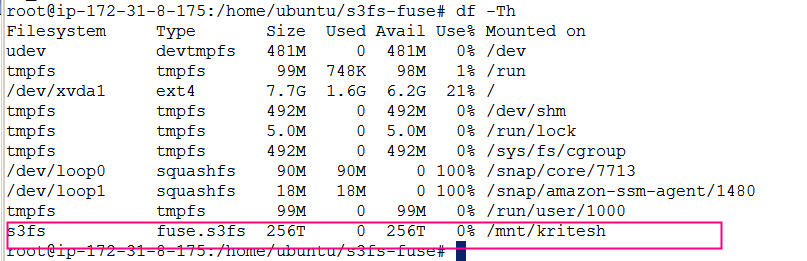 root@ip-172-31-8-175:/home/ubuntu/s3fs-fuse# df -Th
Filesystem     Type      Size  Used Avail Use% Mounted on
udev           devtmpfs  481M     0  481M   0% /dev
tmpfs          tmpfs      99M  748K   98M   1% /run
/dev/xvda1     ext4      7.7G  1.6G  6.2G  21% /
tmpfs          tmpfs     492M     0  492M   0% /dev/shm
tmpfs          tmpfs     5.0M     0  5.0M   0% /run/lock
tmpfs          tmpfs     492M     0  492M   0% /sys/fs/cgroup
/dev/loop0     squashfs   90M   90M     0 100% /snap/core/7713
/dev/loop1     squashfs   18M   18M     0 100% /snap/amazon-ssm-agent/1480
tmpfs          tmpfs      99M     0   99M   0% /run/user/1000
s3fs           fuse.s3fs 256T     0  256T   0% /mnt/kritesh
root@ip-172-31-8-175:/home/ubuntu/s3fs-fuse#